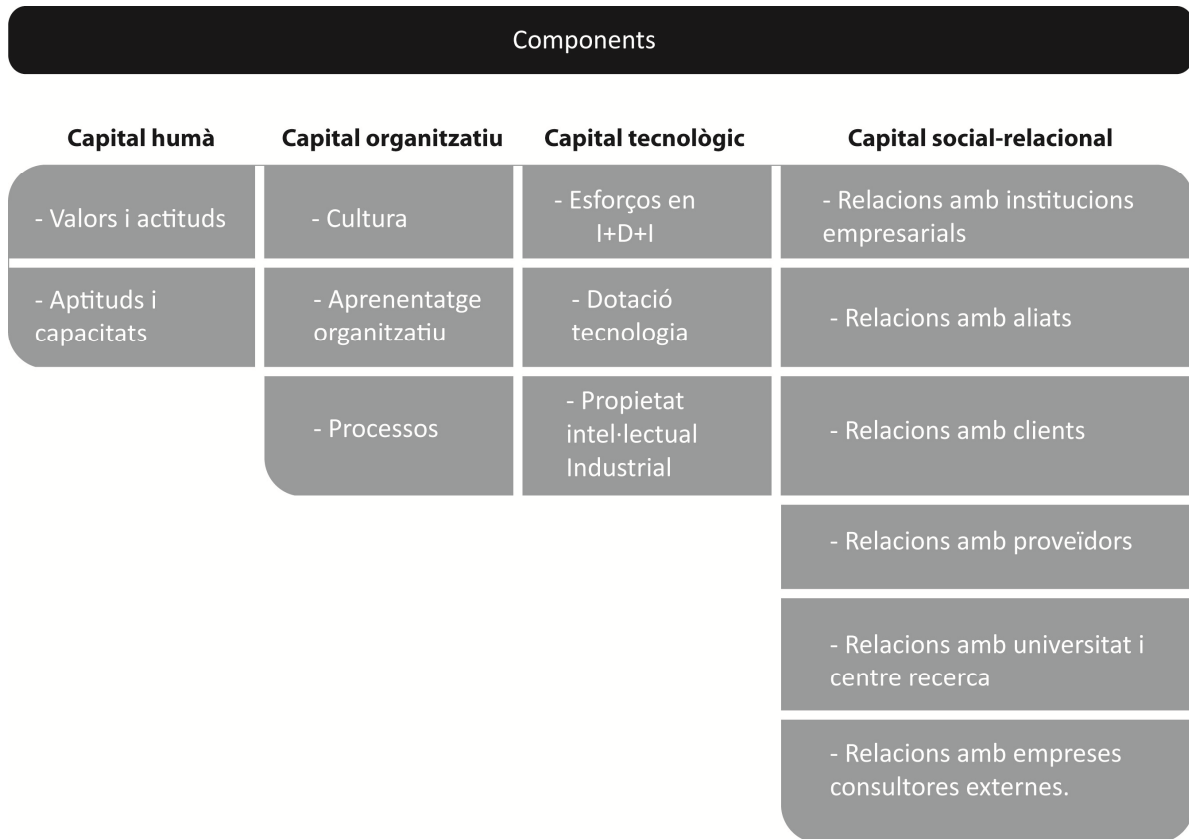 Components
Capital humà
Capital organitzatiu
Capital tecnològic
Capital social-relacional
- Valors i actituds
- Cultura
- Esforços en
I+D+I
- Relacions amb institucions
empresarials
- Aptituds i
capacitats
- Aprenentatge
organitzatiu
- Dotació
tecnologia
- Relacions amb aliats
- Processos
- Propietat
intel·lectual
Industrial
- Relacions amb clients
- Relacions amb proveïdors
- Relacions amb universitat i
centre recerca
- Relacions amb empreses
consultores externes.